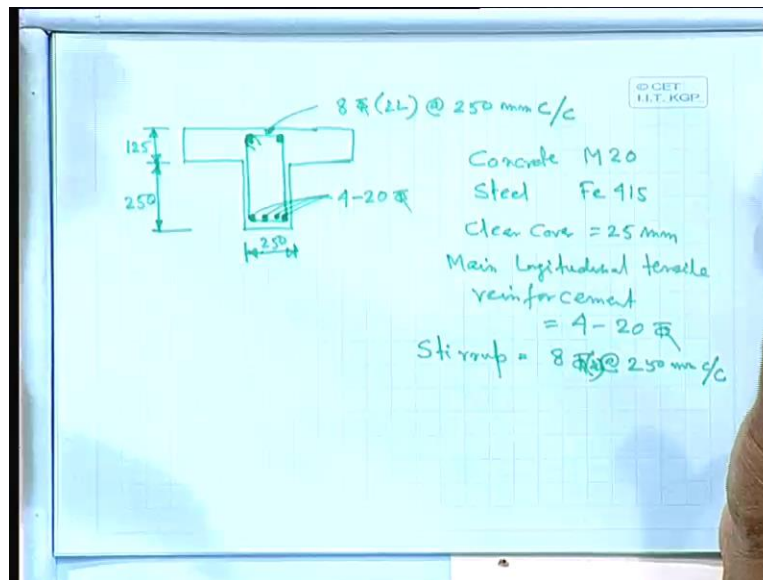 8 Φ (2L) @ 250 mm c/c
© CET
I.I.T. KGP
125
250
4-20 Φ
250
Concrete M20
Steel Fe 415
Clear Cover = 25 mm
Main longitudinal tensile
reinforcement
= 4-20 Φ
Stirrup = 8 Φ @ 250 mm c/c